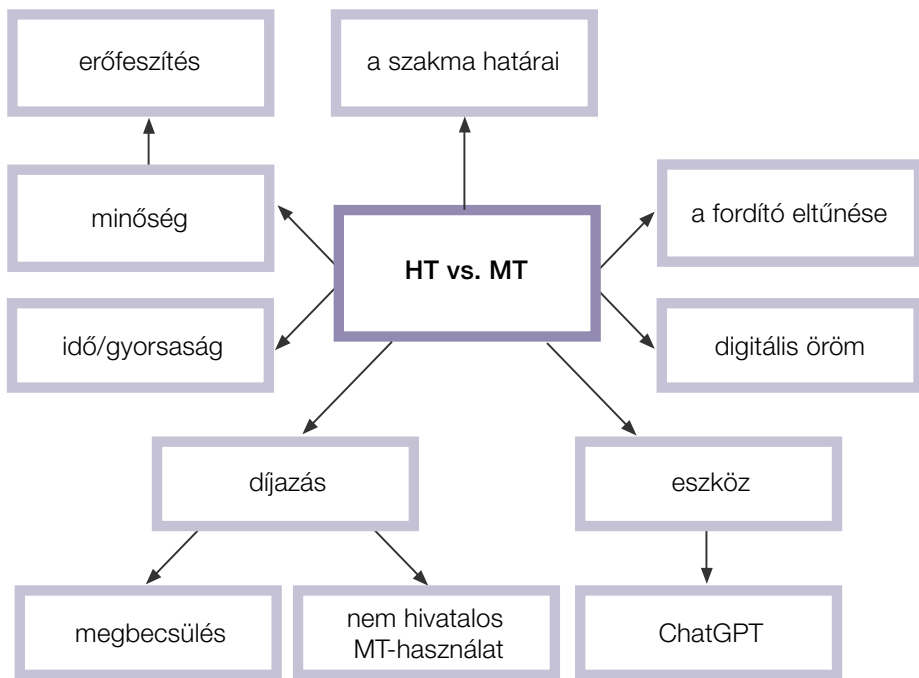 erőfeszítés
a szakma határai
minőség
a fordító eltűnése
HT vs. MT
idő/gyorsaság
digitális öröm
díjazás
eszköz
megbecsülés
nem hivatalos
MT-használat
ChatGPT